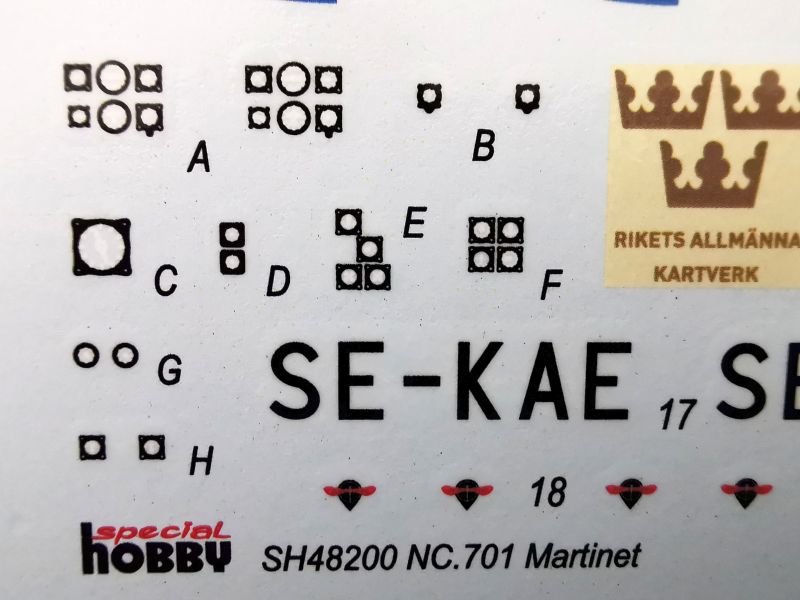 A
B
C
D
E
F
RIKETS ALLMÄNNA
KARTVERK
G
SE-KAE
17
SE
H
18
special
hOBBY
SH48200 NC.701 Martinet